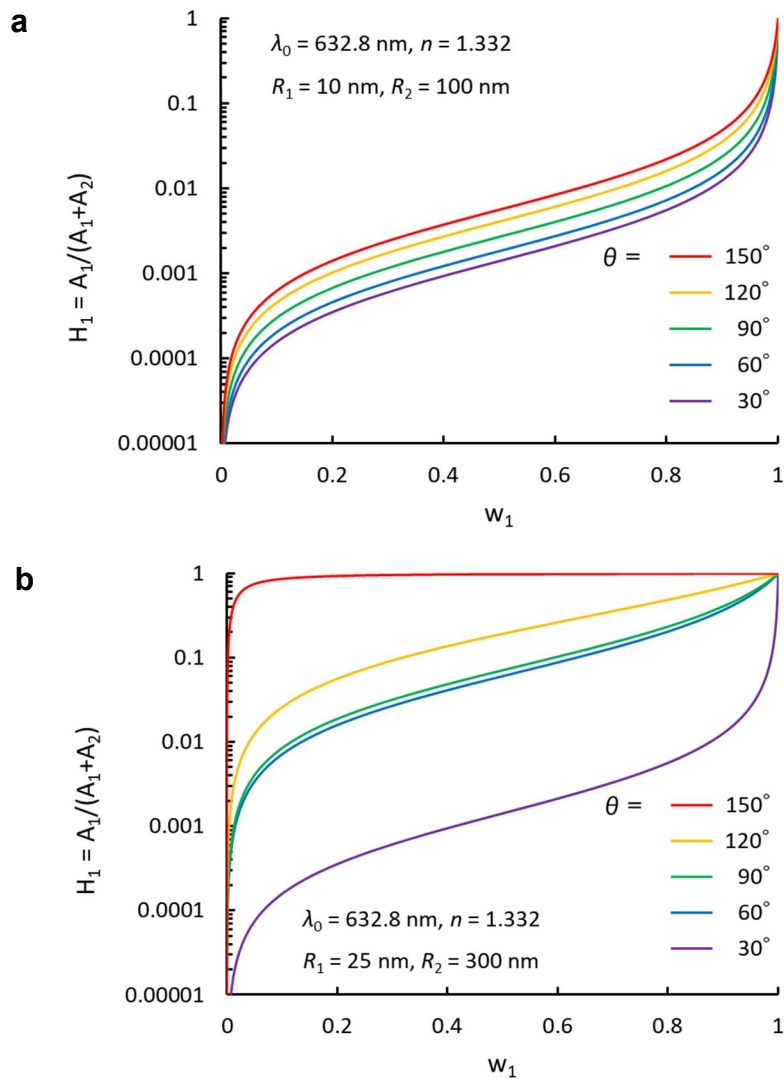 a
λ₀ = 632.8 nm, n = 1.332
R₁ = 10 nm, R₂ = 100 nm
H₁ = A₁/(A₁+A₂)
1
0.1
0.01
0.001
0.0001
0.00001
θ =
150°
120°
90°
60°
30°
0
0.2
0.4
0.6
0.8
1
w₁
b
H₁ = A₁/(A₁+A₂)
1
0.1
0.01
0.001
0.0001
0.00001
θ =
150°
120°
90°
60°
30°
λ₀ = 632.8 nm, n = 1.332
R₁ = 25 nm, R₂ = 300 nm
0
0.2
0.4
0.6
0.8
1
w₁